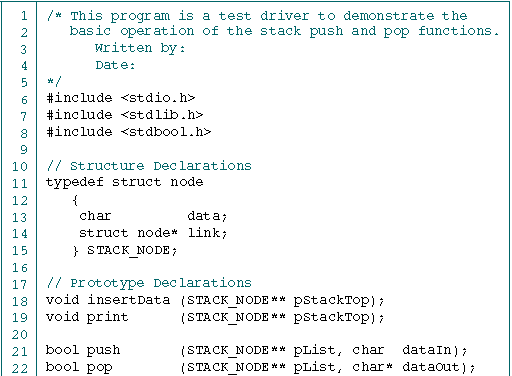 1 /* This program is a test driver to demonstrate the
2 basic operation of the stack push and pop functions.
3 Written by:
4 Date:
5 */
6 #include <stdio.h>
7 #include <stdlib.h>
8 #include <stdbool.h>
9
10 // Structure Declarations
11 typedef struct node
12 {
13 char data;
14 struct node* link;
15 } STACK_NODE;
16
17 // Prototype Declarations
18 void insertData (STACK_NODE** pStackTop);
19 void print (STACK_NODE** pStackTop);
20
21 bool push (STACK_NODE** pList, char dataIn);
22 bool pop (STACK_NODE** pList, char* dataOut);